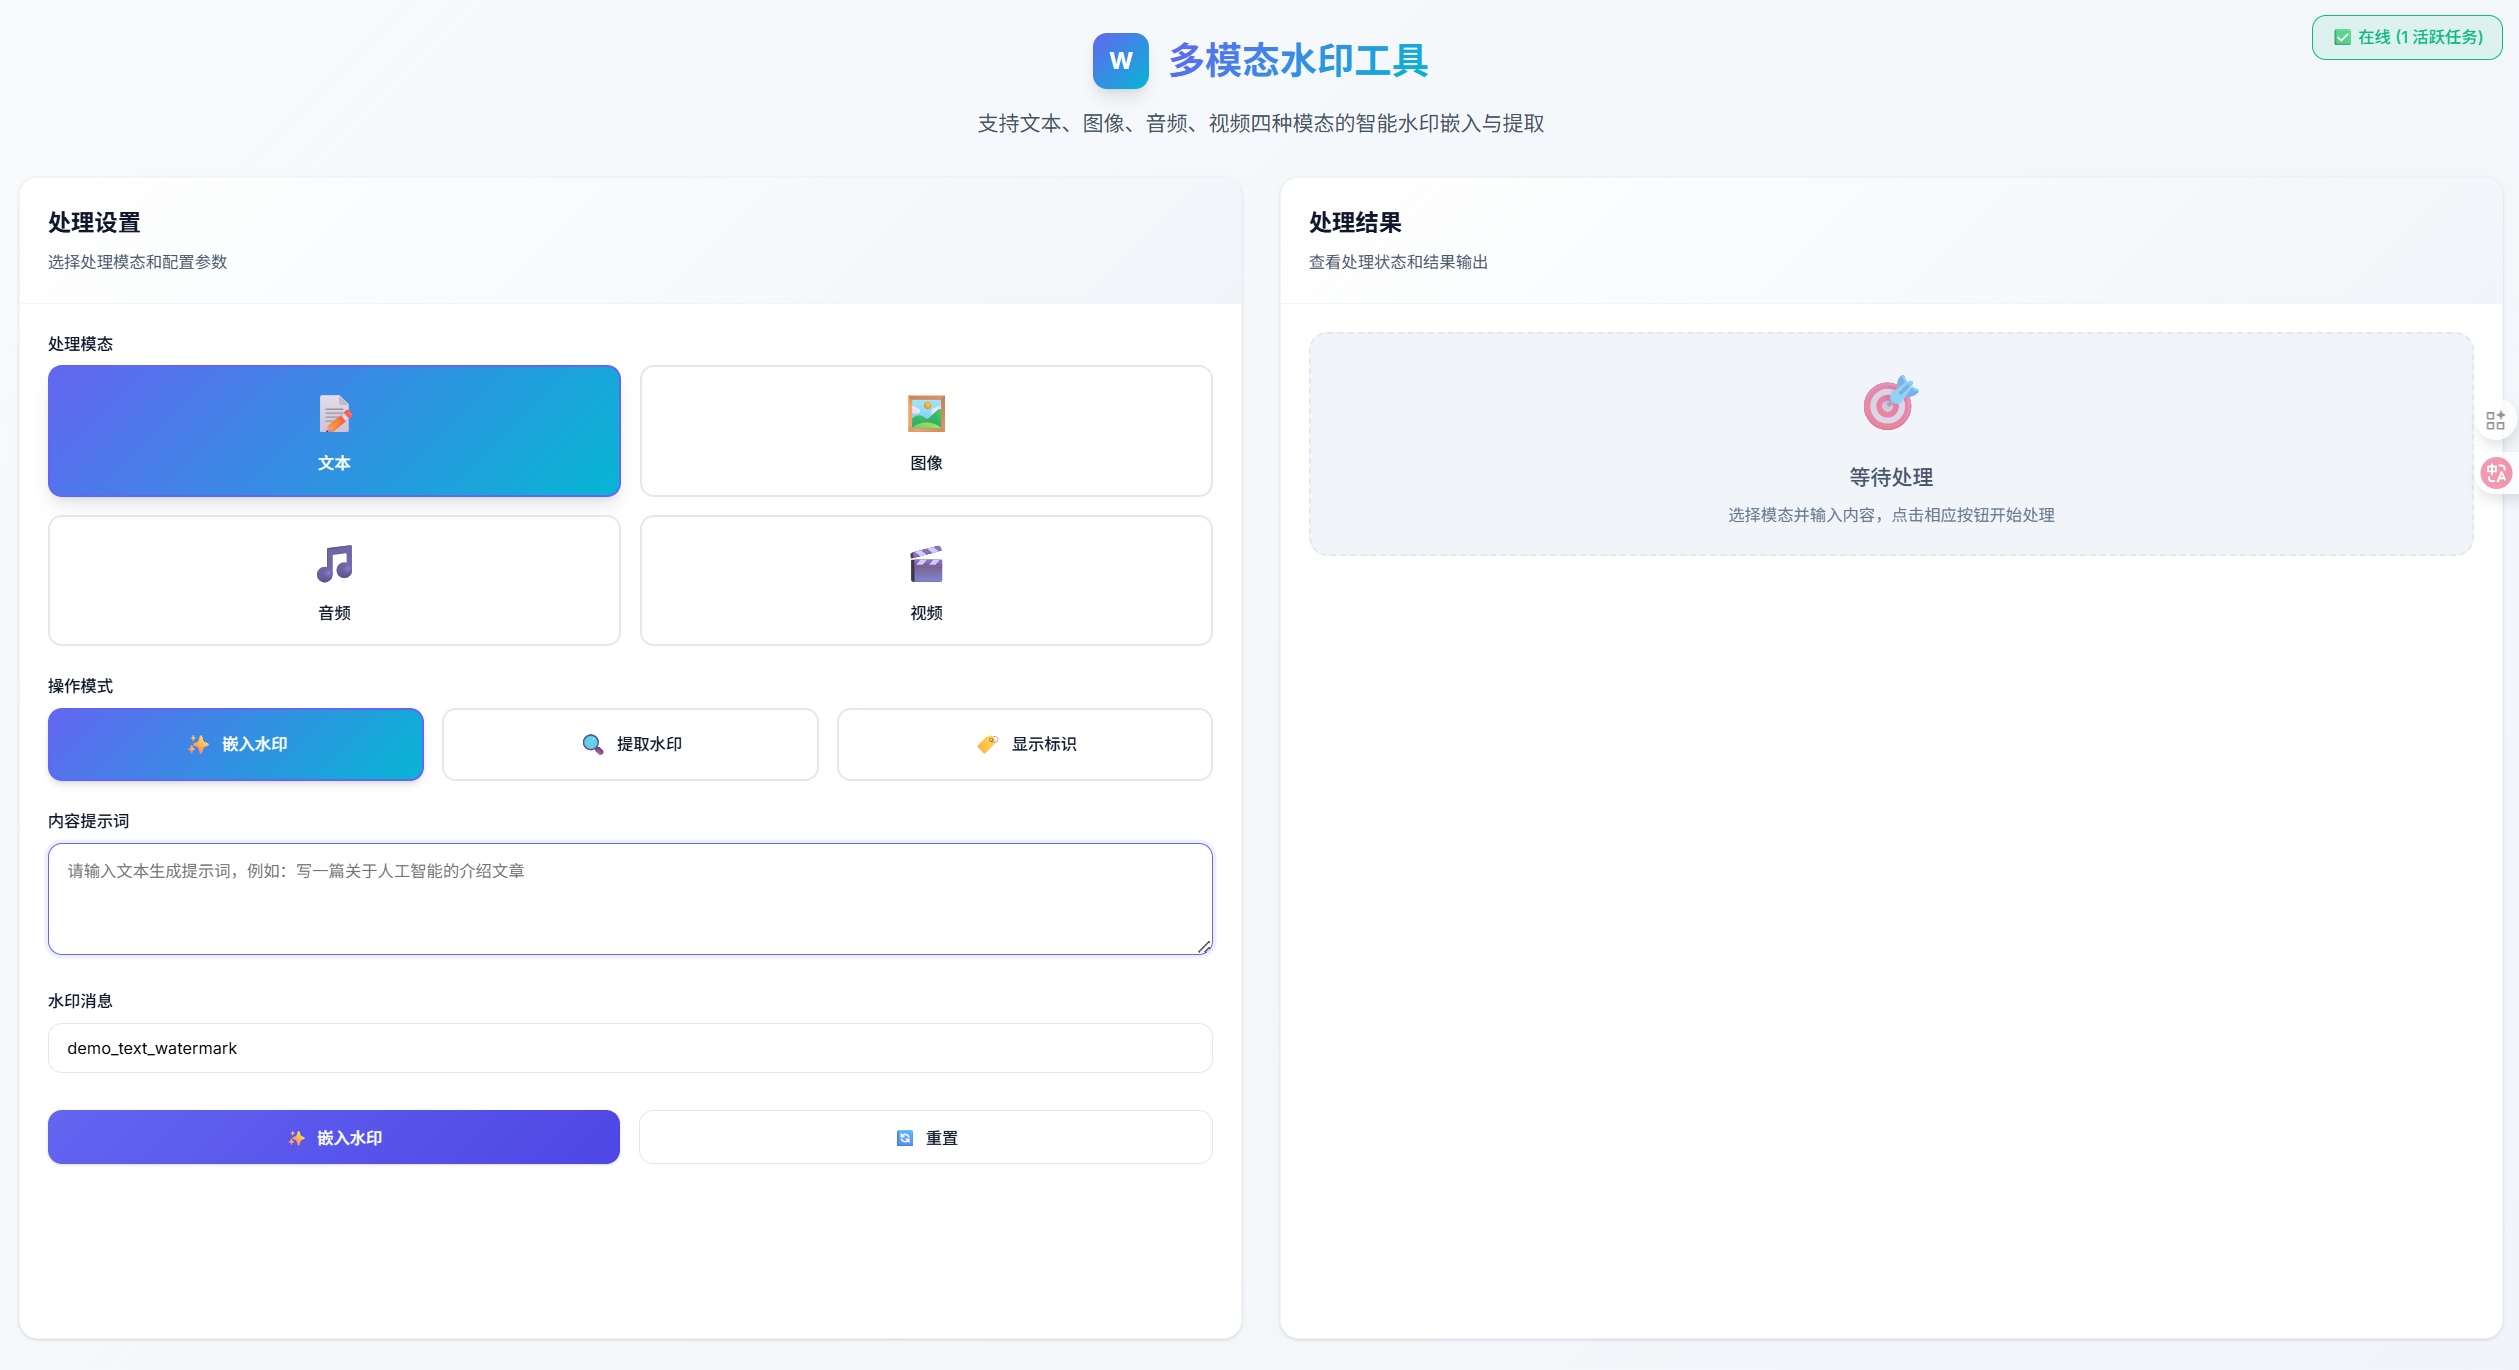 W 多模态水印工具
在线 (1 活跃任务)
支持文本、图像、音频、视频四种模态的智能水印嵌入与提取
处理设置
选择处理模态和配置参数
处理模态
文本
图像
音频
视频
操作模式
嵌入水印
提取水印
显示标识
内容提示词
请输入文本生成提示词，例如：写一篇关于人工智能的介绍文章
水印消息
demo_text_watermark
嵌入水印
重置
处理结果
查看处理状态和结果输出
等待处理
选择模态并输入内容，点击相应按钮开始处理
中A